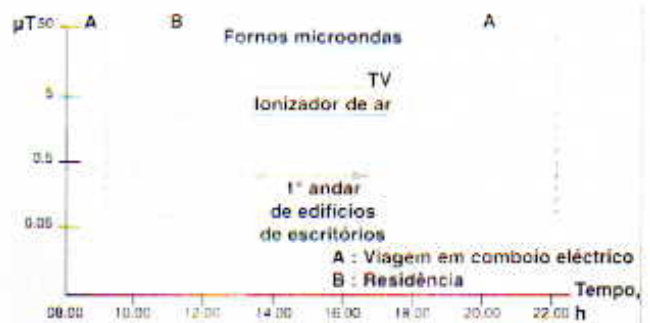 µT 50 A B A
Fornos microondas
TV
5
Ionizador de ar
0.5
1° andar
de edifícios
0.05
de escritórios
A : Viagem em comboio eléctrico
B : Residência
Tempo,
08:00 10:00 12:00 14:00 16:00 18:00 20:00 22:00 h